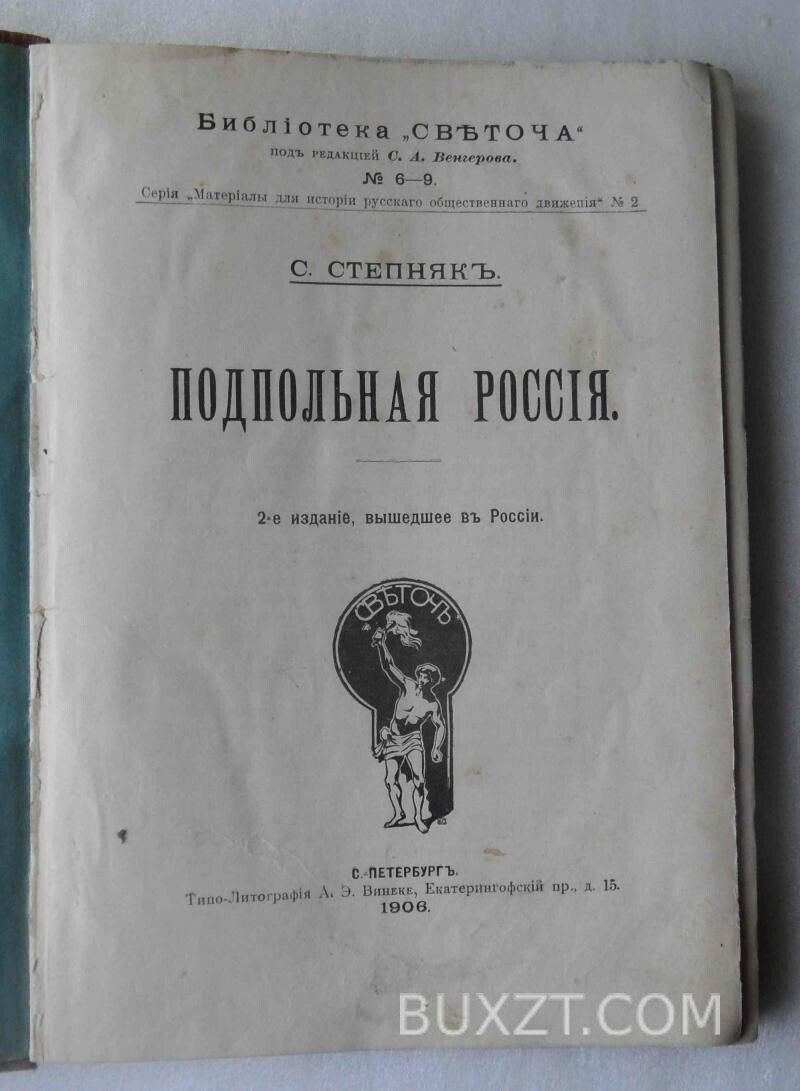 Библіотека „СВѢТОЧА“
подъ редакціей С. А. Венгерова.
№ 6—9.
Серія „Матеріалы для исторіи русскаго общественнаго движенія“ № 2
С. СТЕПНЯКЪ.
ПОДПОЛЬНАЯ РОССІЯ.
2-е изданіе, вышедшее въ Россіи.
СВѢТОЧЪ
С.-ПЕТЕРБУРГЪ.
Типо-Литографія А. Э. Винеке, Екатерингофскій пр., д. 15.
1906.
BUXZT.COM